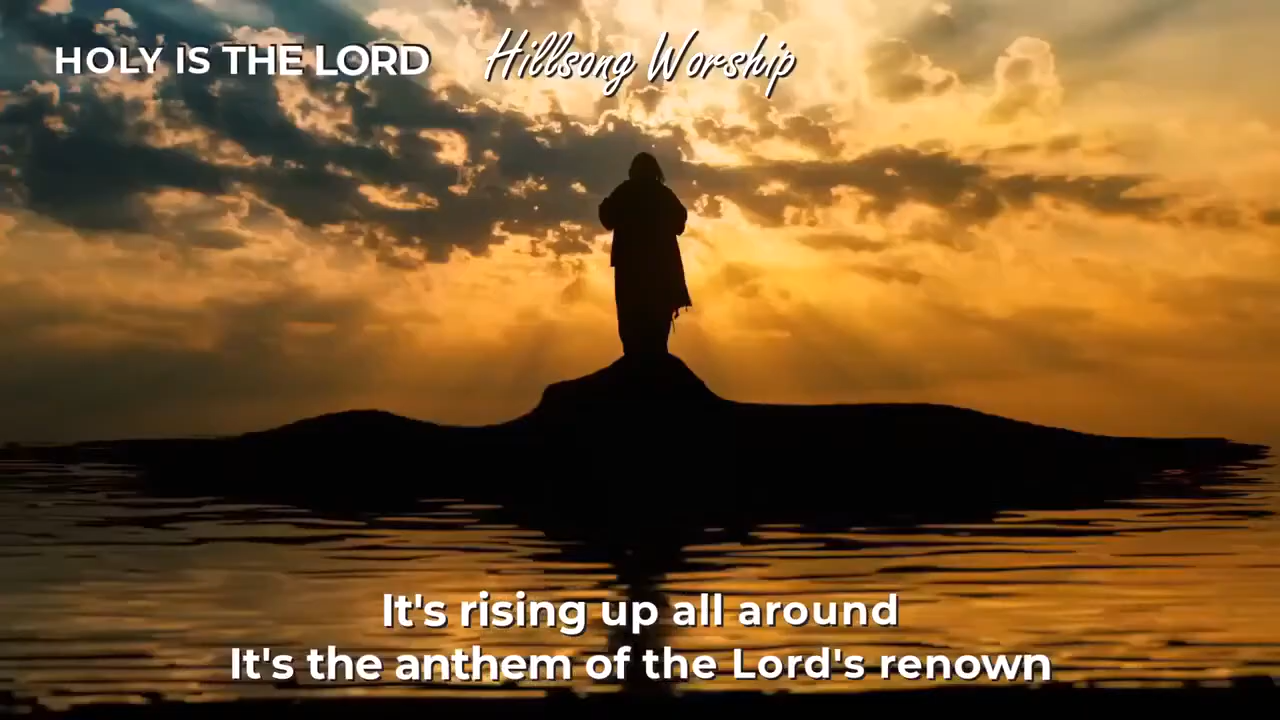 HOLY IS THE LORD Hillsong Worship
It's rising up all around
It's the anthem of the Lord's renown